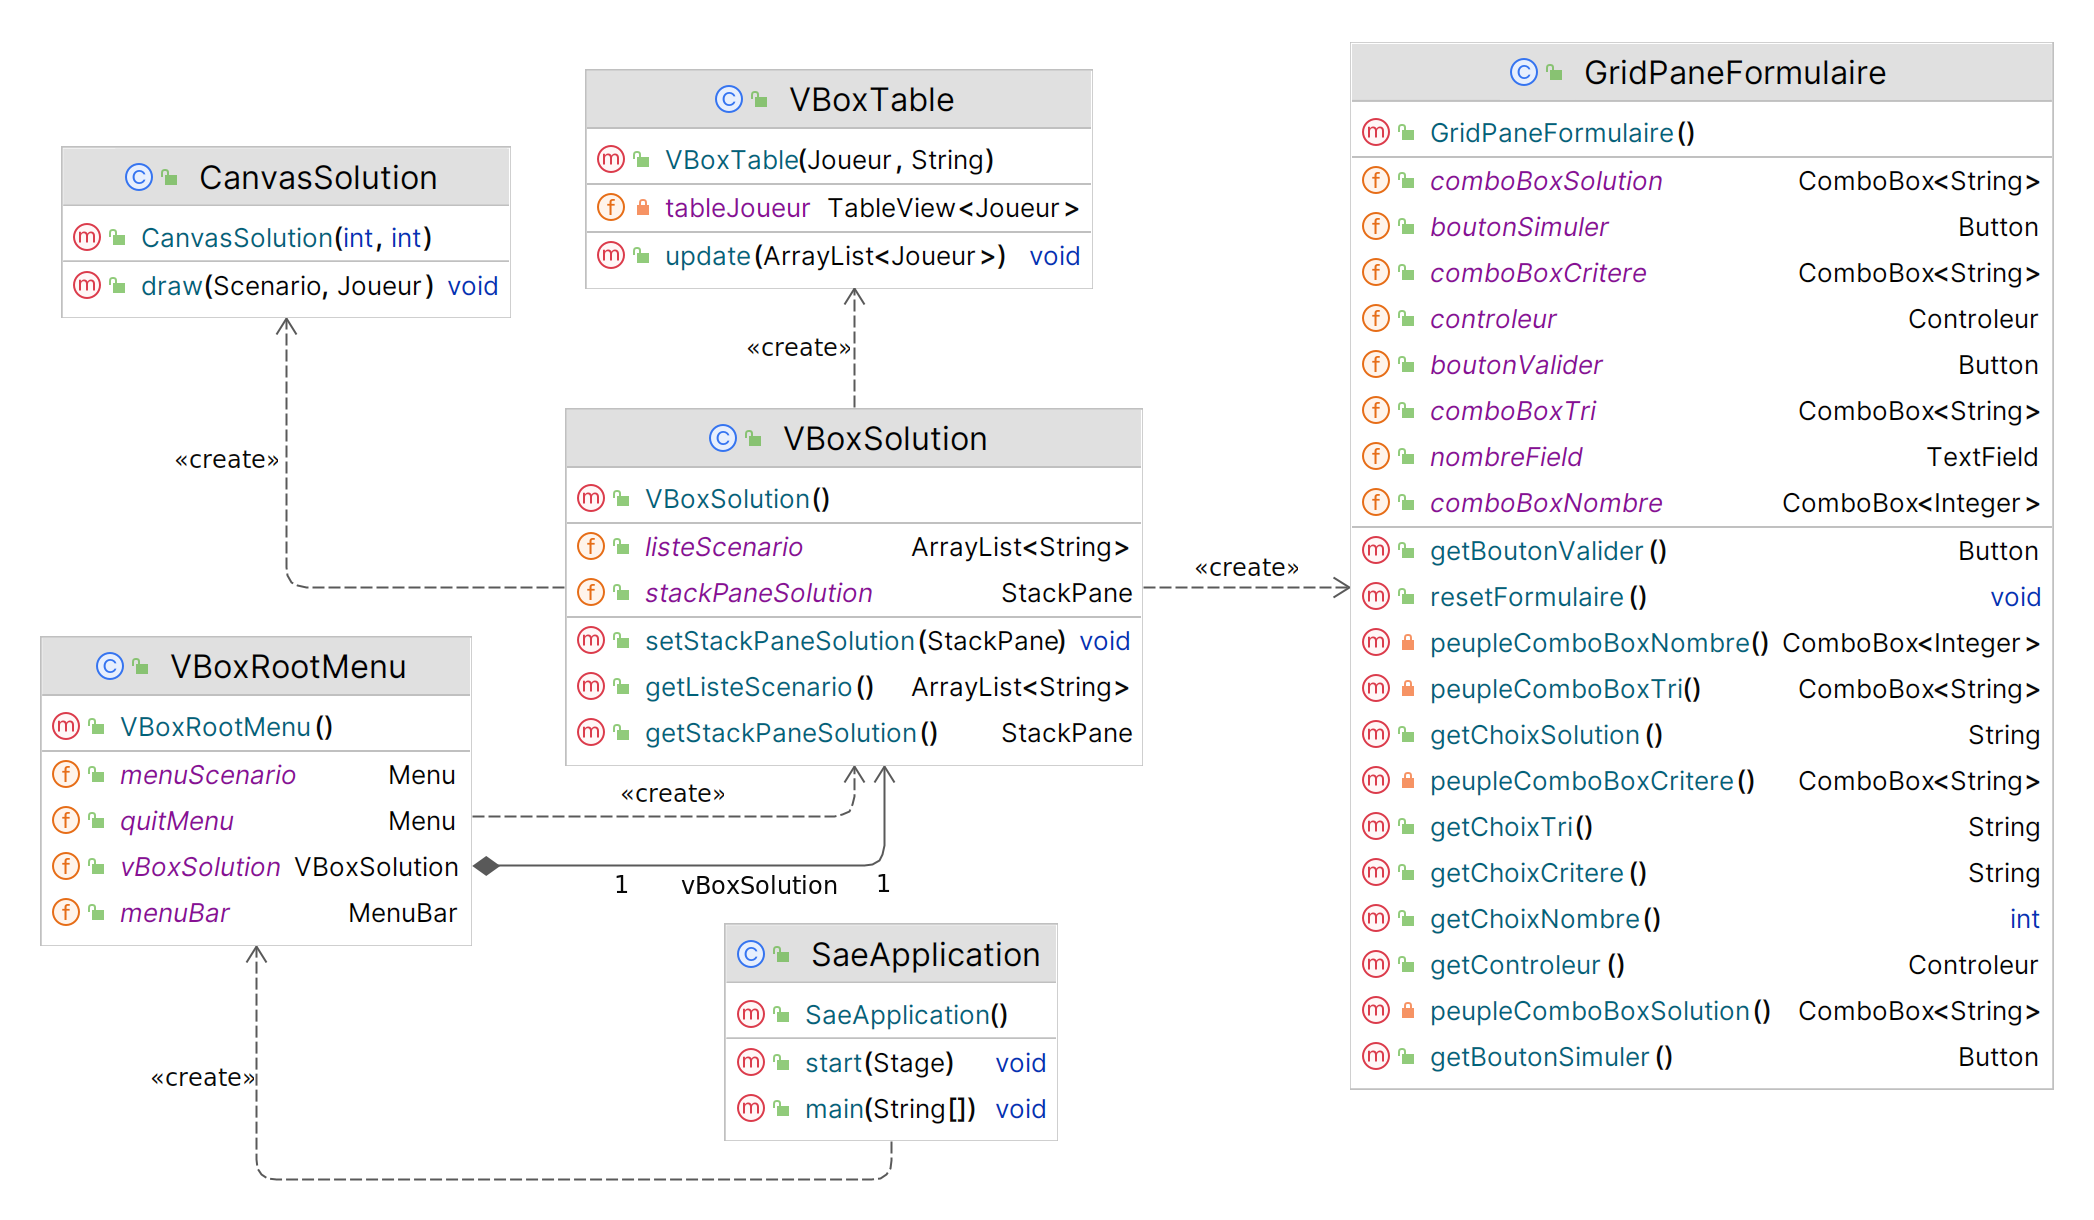 CanvasSolution
CanvasSolution(int, int)
draw(Scenario, Joueur) void
VBoxTable
VBoxTable(Joueur, String)
tableJoueur TableView<Joueur>
update(ArrayList<Joueur>) void
«create»
«create»
VBoxSolution
VBoxSolution()
listeScenario ArrayList<String>
stackPaneSolution StackPane
setStackPaneSolution(StackPane) void
getListeScenario() ArrayList<String>
getStackPaneSolution() StackPane
«create»
VBoxRootMenu
VBoxRootMenu()
menuScenario Menu
quitMenu Menu
vBoxSolution VBoxSolution
menuBar MenuBar
«create»
1 vBoxSolution 1
SaeApplication
SaeApplication()
start(Stage) void
main(String[]) void
«create»
GridPaneFormulaire
GridPaneFormulaire()
comboBoxSolution ComboBox<String>
boutonSimuler Button
comboBoxCritere ComboBox<String>
controleur Controleur
boutonValider Button
comboBoxTri ComboBox<String>
nombreField TextField
comboBoxNombre ComboBox<Integer>
getBoutonValider() Button
resetFormulaire() void
peupleComboBoxNombre() ComboBox<Integer>
peupleComboBoxTri() ComboBox<String>
getChoixSolution() String
peupleComboBoxCritere() ComboBox<String>
getChoixTri() String
getChoixCritere() String
getChoixNombre() int
getControleur() Controleur
peupleComboBoxSolution() ComboBox<String>
getBoutonSimuler() Button